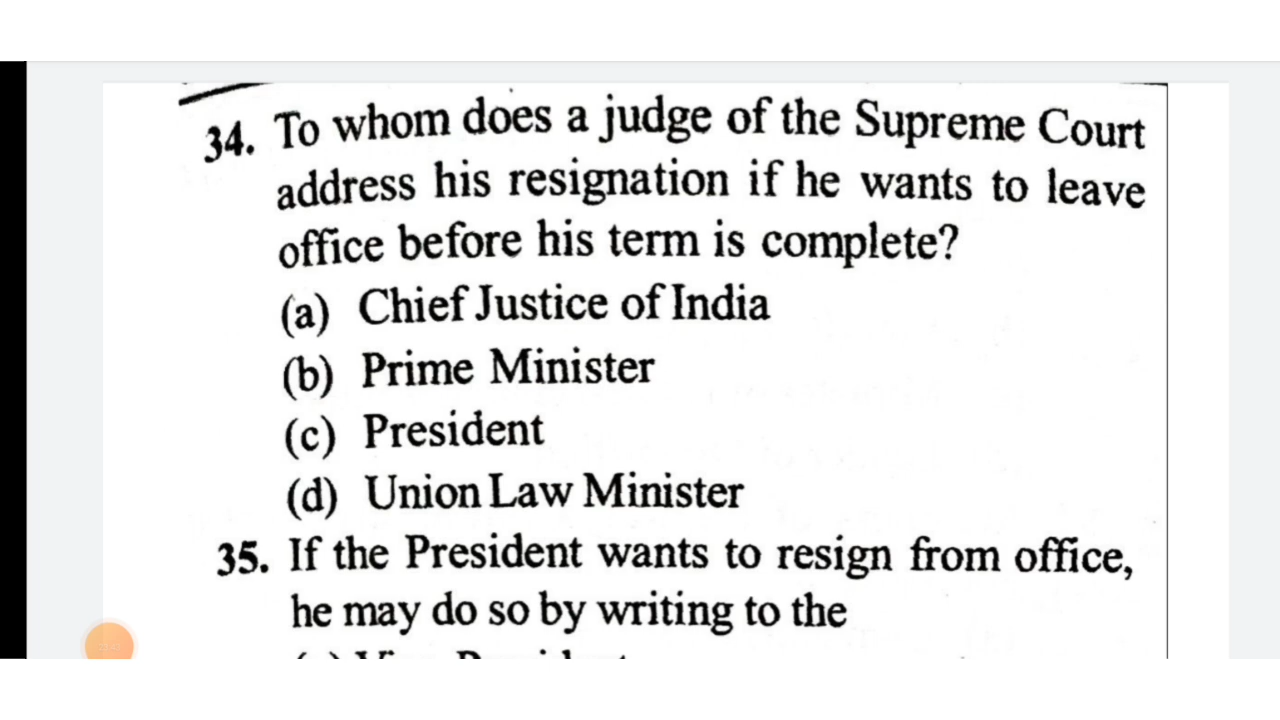 34. To whom does a judge of the Supreme Court
address his resignation if he wants to leave
office before his term is complete?
(a) Chief Justice of India
(b) Prime Minister
(c) President
(d) Union Law Minister
35. If the President wants to resign from office,
he may do so by writing to the